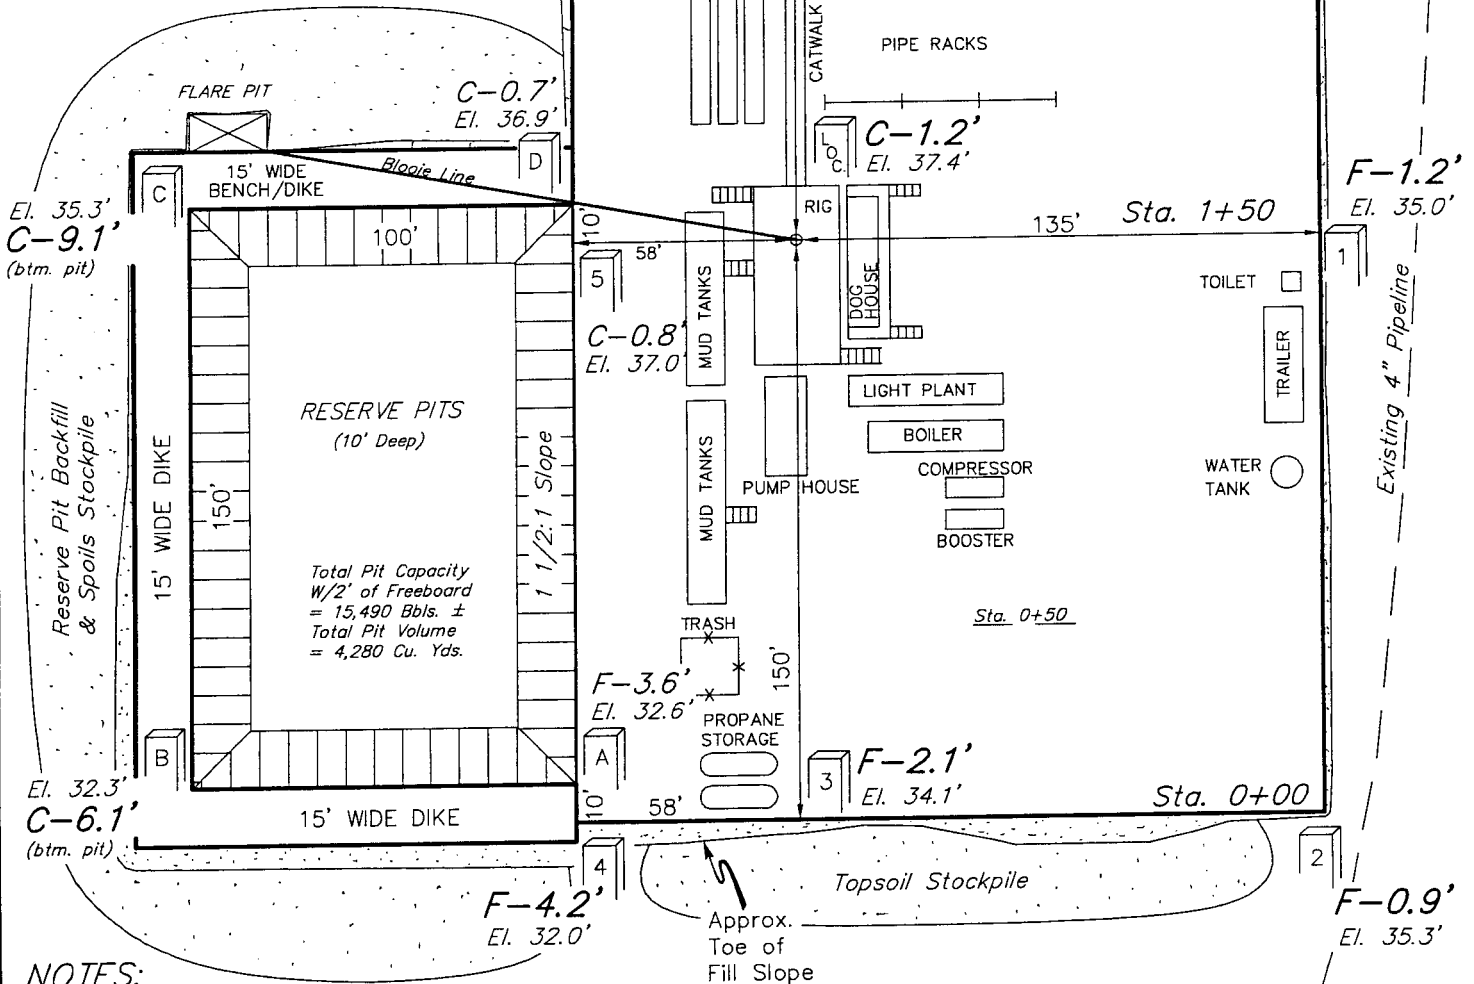 CATWALK
PIPE RACKS
FLARE PIT
C-0.7'
El. 36.9'
D
LOC.
C-1.2'
El. 37.4'
Blooie Line
15' WIDE
BENCH/DIKE
C
El. 35.3'
C-9.1'
(btm. pit)
F-1.2'
El. 35.0'
RIG
Sta. 1+50
135'
100'
10'
58'
1
5
TOILET
DOG
HOUSE
MUD TANKS
C-0.8'
El. 37.0'
TRAILER
Existing 4" Pipeline
LIGHT PLANT
RESERVE PITS
(10' Deep)
BOILER
COMPRESSOR
PUMP HOUSE
WATER
TANK
BOOSTER
MUD TANKS
Reserve Pit Backfill
& Spoils Stockpile
15' WIDE DIKE
150'
1 1/2:1 Slope
Total Pit Capacity
W/2' of Freeboard
= 15,490 Bbls. ±
Total Pit Volume
= 4,280 Cu. Yds.
Sta. 0+50
TRASH
150'
F-3.6'
El. 32.6'
PROPANE
STORAGE
A
B
3
F-2.1'
El. 34.1'
El. 32.3'
C-6.1'
(btm. pit)
15' WIDE DIKE
10'
58'
Sta. 0+00
4
2
Topsoil Stockpile
F-4.2'
El. 32.0'
F-0.9'
El. 35.3'
Approx.
Toe of
Fill Slope
NOTES: